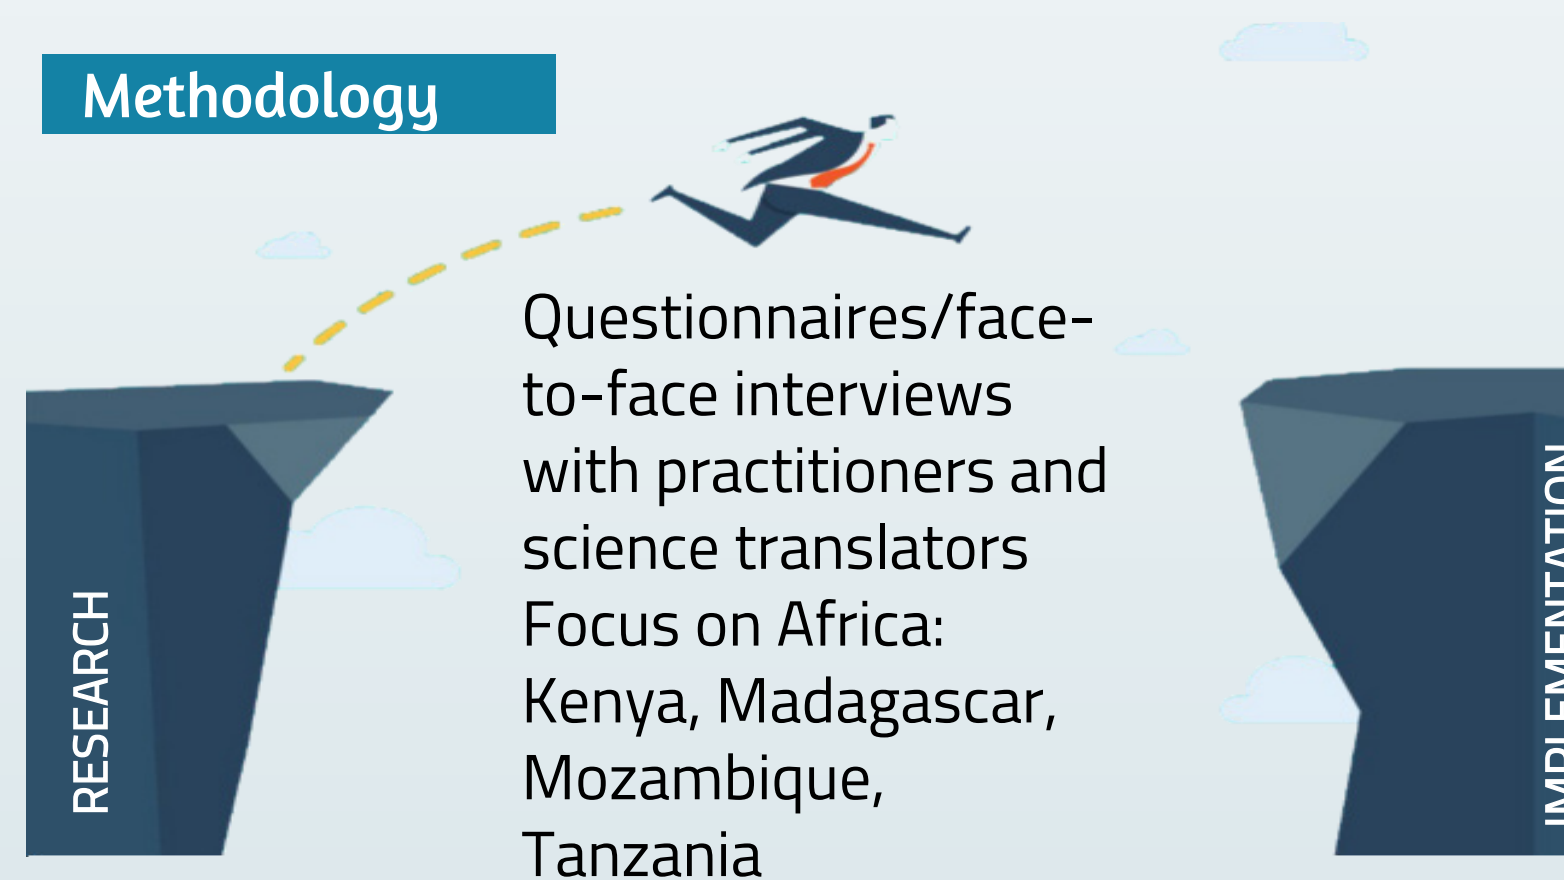 Methodology
Questionnaires/face-
to-face interviews
with practitioners and
science translators
Focus on Africa:
Kenya, Madagascar,
Mozambique,
Tanzania
RESEARCH
IMPLEMENTATION